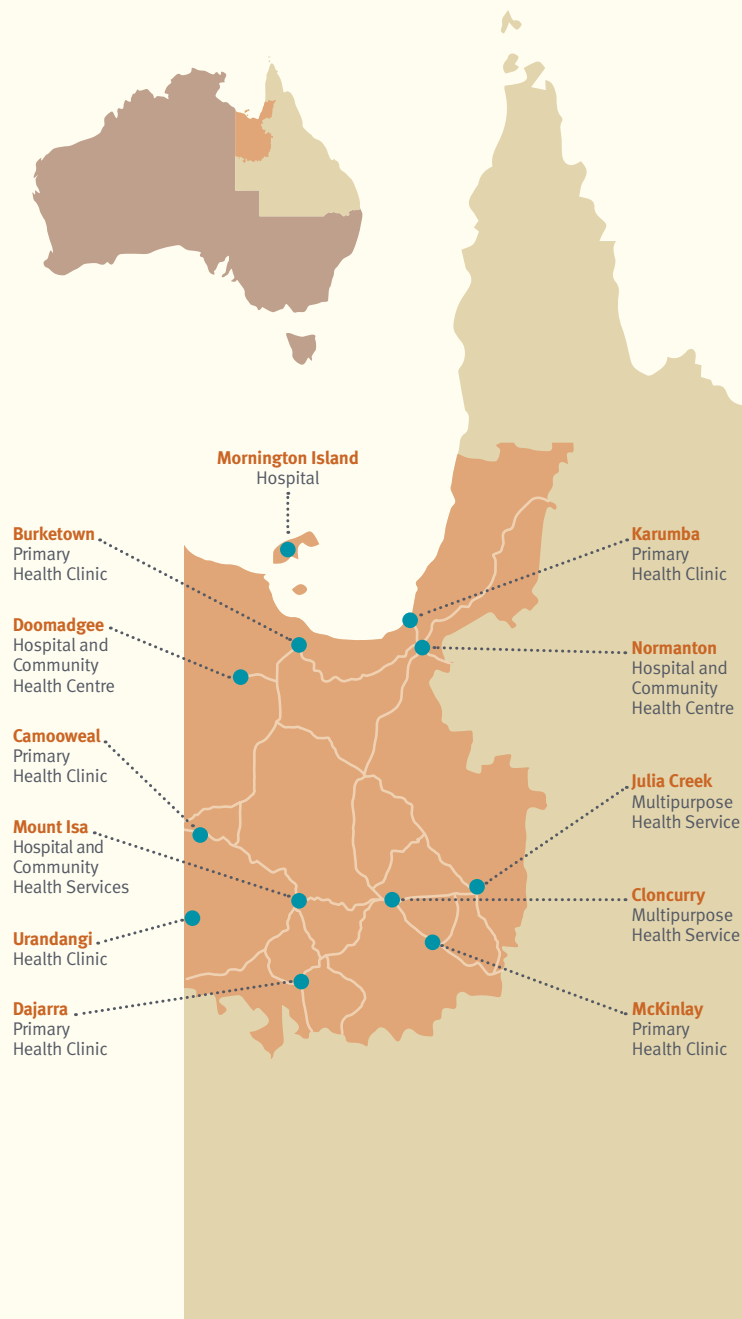 Mornington Island
Hospital
Burketown
Primary
Health Clinic
Doomadgee
Hospital and
Community
Health Centre
Camooweal
Primary
Health Clinic
Mount Isa
Hospital and
Community
Health Services
Urandangi
Health Clinic
Dajarra
Primary
Health Clinic
Karumba
Primary
Health Clinic
Normanton
Hospital and
Community
Health Centre
Julia Creek
Multipurpose
Health Service
Cloncurry
Multipurpose
Health Service
McKinlay
Primary
Health Clinic